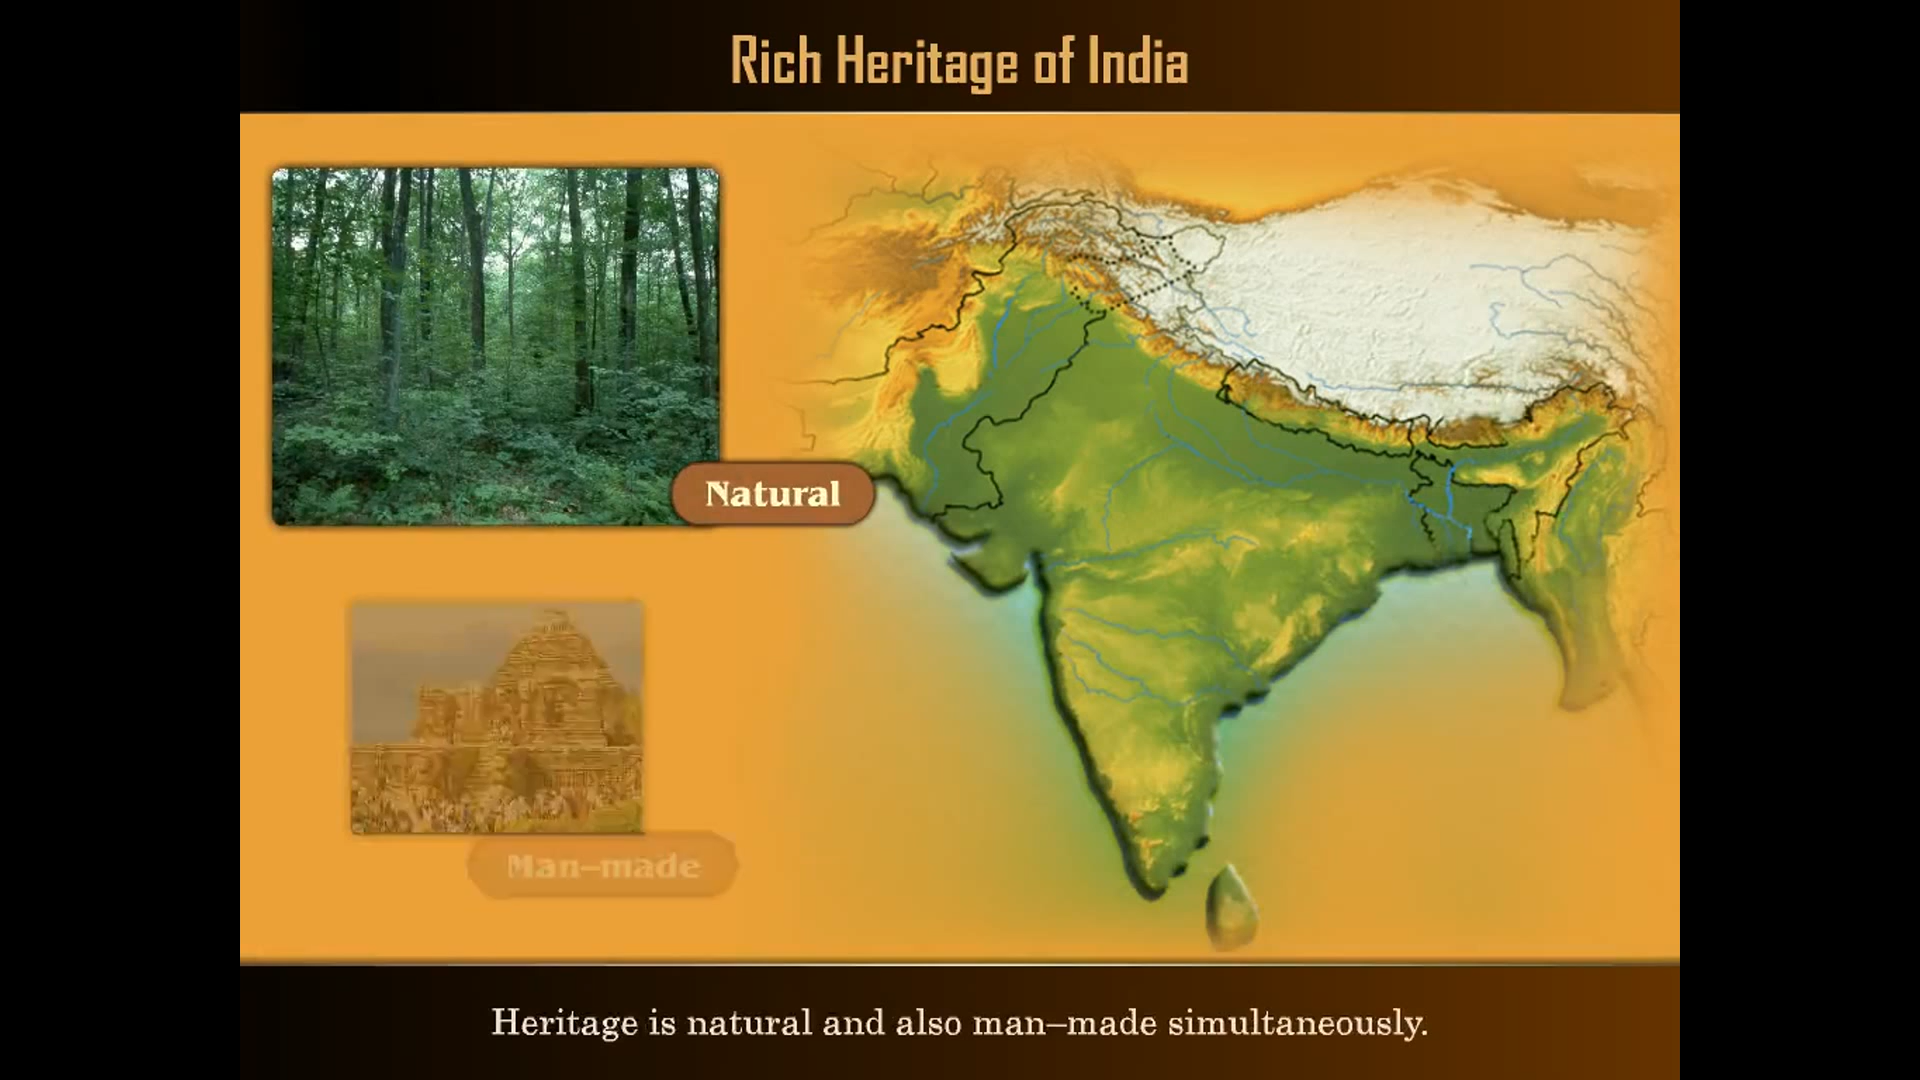 Rich Heritage of India
Natural
Man–made
Heritage is natural and also man–made simultaneously.